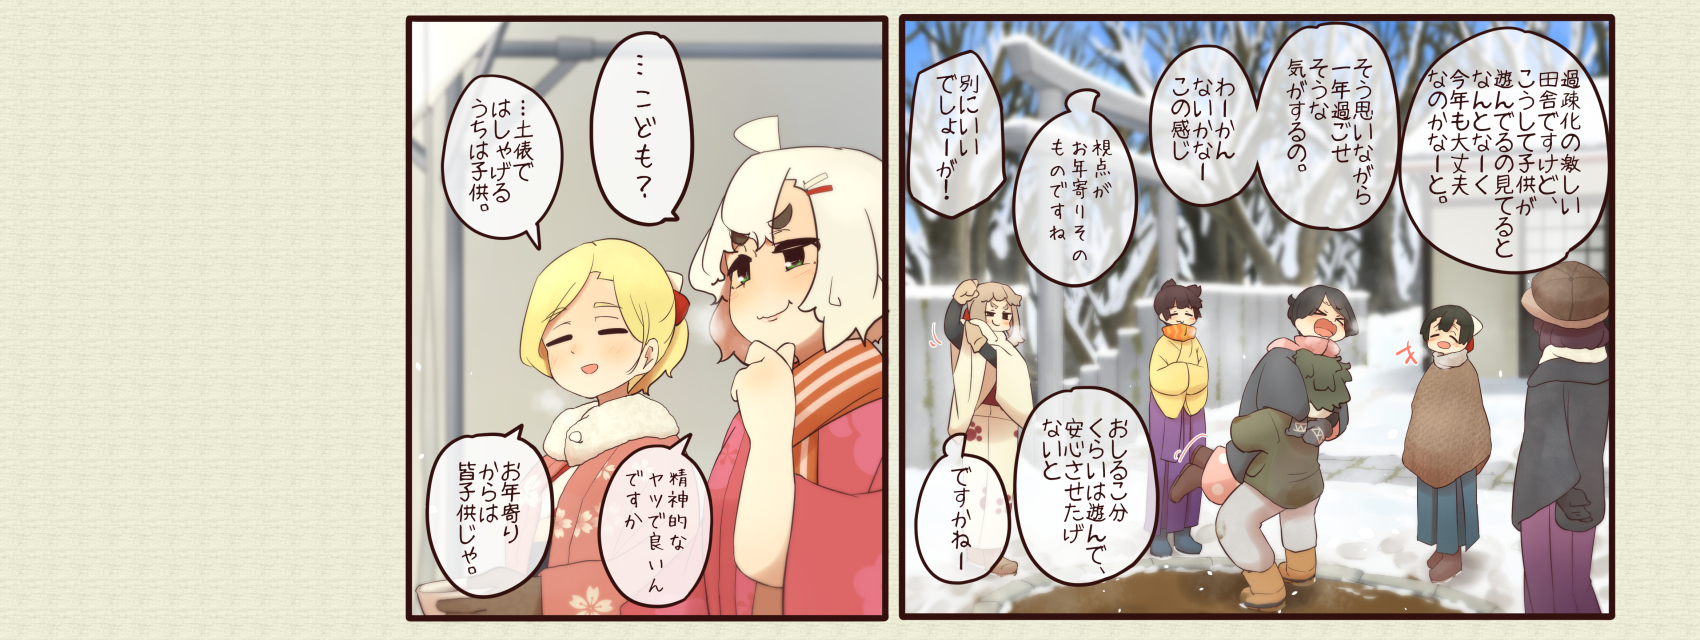 過疎化の激しい
田舎ですけど、
こうして子供が
遊んでるの見てると
なんとなーく
今年も大丈夫
なのかなーと。
そう思いながら
一年過ごせ
そうな
気がするの。
わーかん
ないかなー
この感じ
視点が
お年寄りその
ものですね
別にいい
でしょーが！
おしるこ分
くらいは遊んで、
安心させたげ
ないと
ですかねー
…こども？
…土俵で
はしゃげる
うちは子供。
精神的な
ヤツで良いん
ですか
お年寄り
からは
皆子供じゃ。